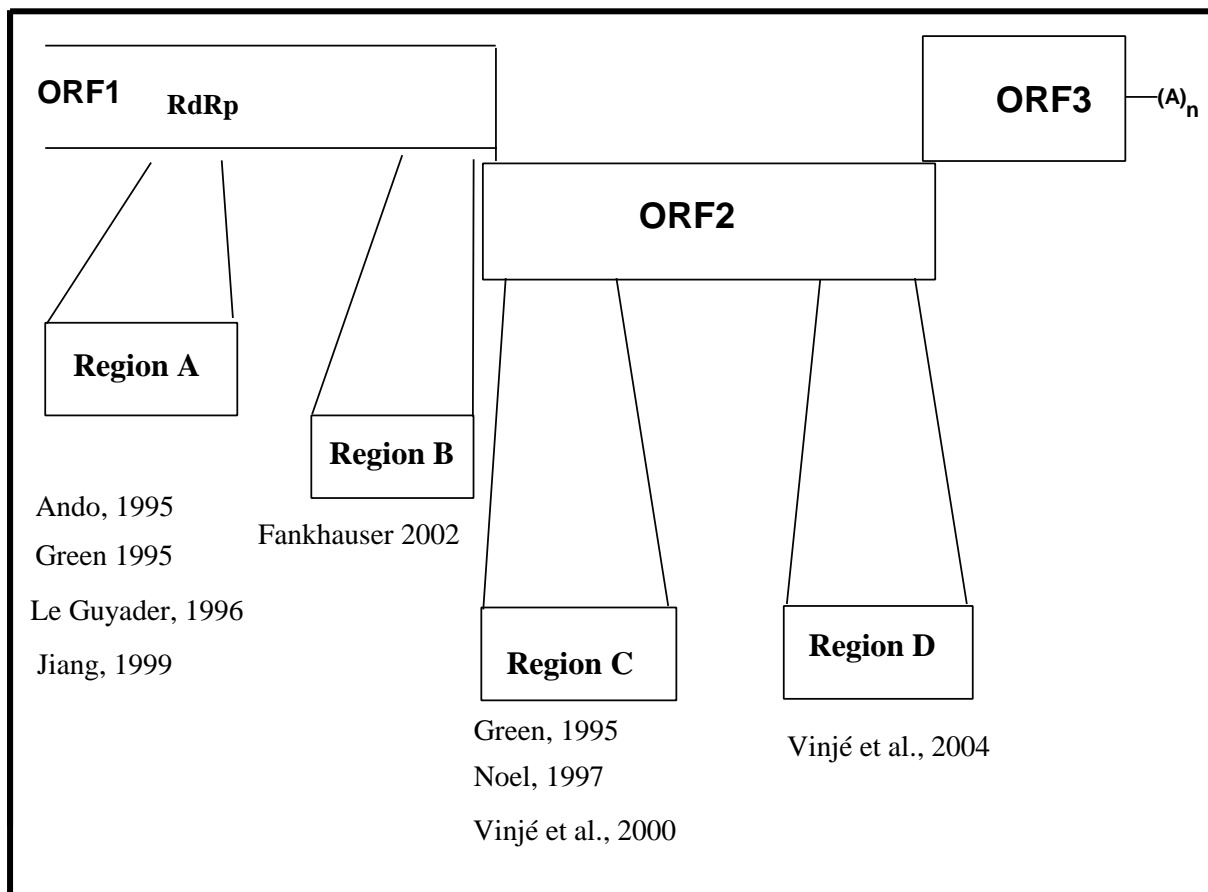 ORF1
RdRp
ORF3
(A)n
ORF2
Region A
Region B
Region C
Region D
Ando, 1995
Green 1995
Le Guyader, 1996
Jiang, 1999
Fankhauser 2002
Green, 1995
Noel, 1997
Vinjé et al., 2000
Vinjé et al., 2004